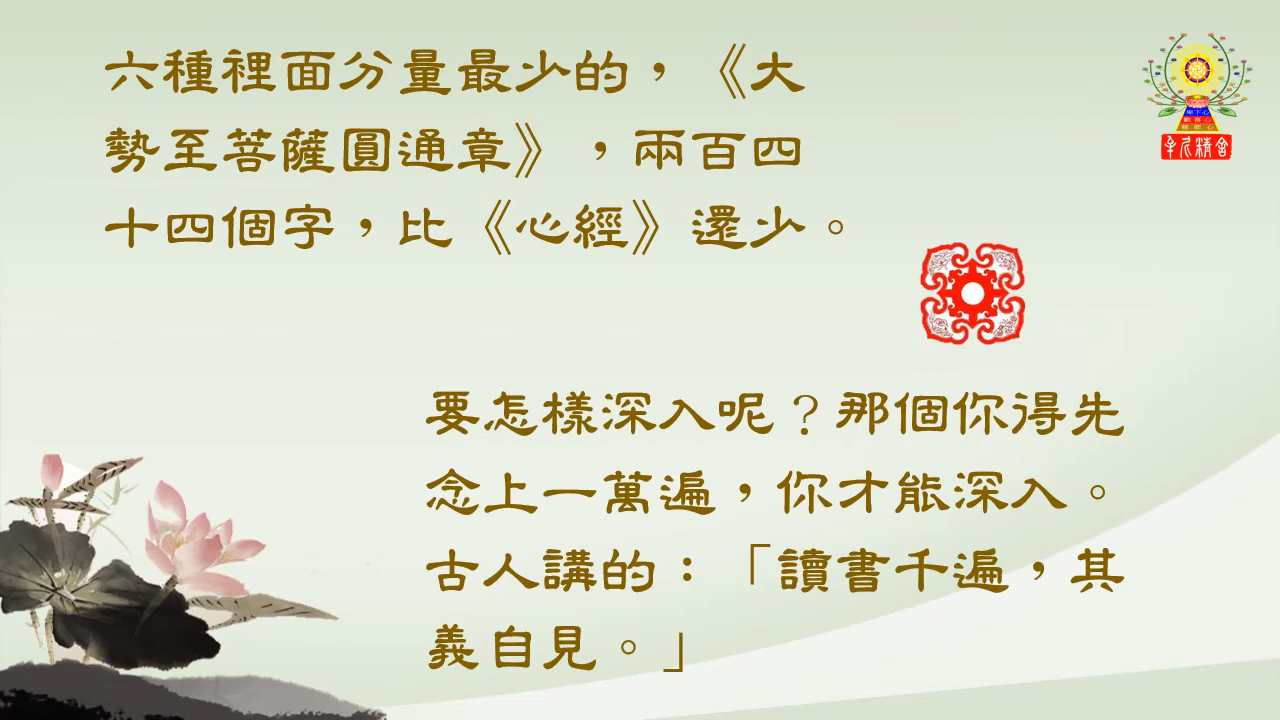 六種裡面分量最少的，《大
勢至菩薩圓通章》，兩百四
十四個字，比《心經》還少。
要怎樣深入呢？那個你得先
念上一萬遍，你才能深入。
古人講的：「讀書千遍，其
義自見。」